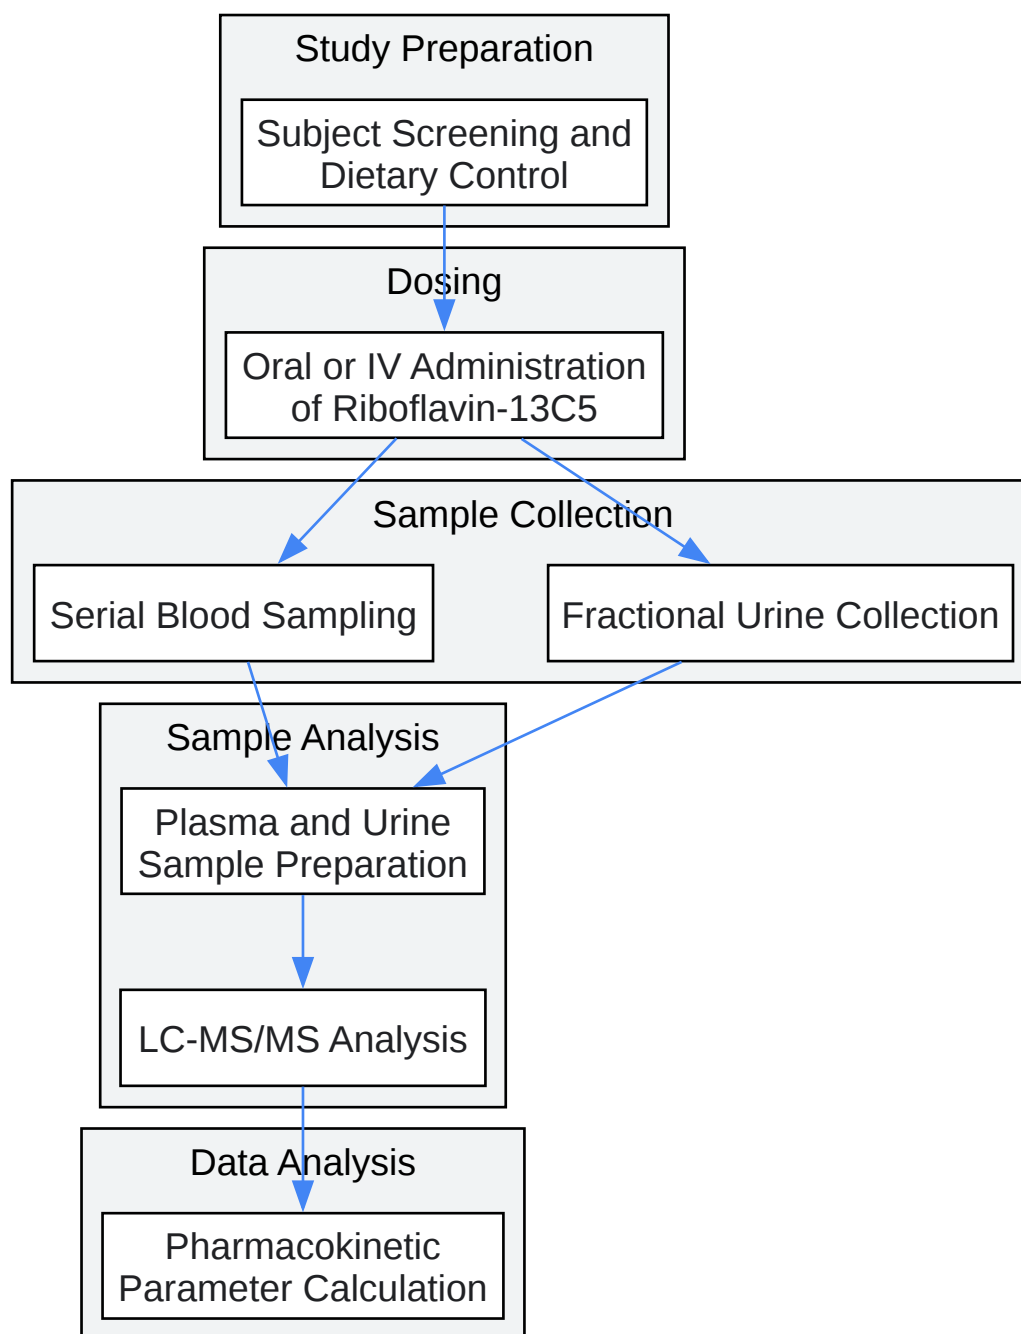 Study Preparation
Subject Screening and
Dietary Control
Dosing
Oral or IV Administration
of Riboflavin-13C5
Sample Collection
Serial Blood Sampling
Fractional Urine Collection
Sample Analysis
Plasma and Urine
Sample Preparation
LC-MS/MS Analysis
Data Analysis
Pharmacokinetic
Parameter Calculation